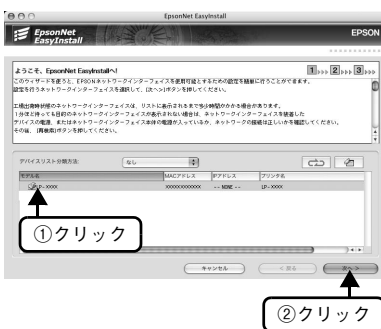 EpsonNet EasyInstall
EpsonNet
EasyInstall
EPSON
ようこそ、EpsonNet EasyInstallへ!
1 >>> 2 >>> 3 >>>
このウィザードを使うと、EPSONネットワークインターフェイスを使用可能とするための設定を簡単に行うことができます。
設定を行うネットワークインターフェイスを選択して、[次へ>]ボタンを押してください。
工場出荷時状態のネットワークインターフェイスは、リストに表示されるまで多少時間がかかる場合があります。
1分ほど待っても目的のネットワークインターフェイスが表示されない場合は、ネットワークインターフェイスを装着した
デバイスの電源、またはネットワークインターフェイス本体の電源が入っているか、ネットワークの接続は正しいかを確認してください。
その後、[再検索]ボタンを押してください。
デバイスリスト分類方法: なし
モデル名 MACアドレス IPアドレス プリンタ名
LP-XXXX XXXXXXXXXXXX -- NONE -- LP-XXXX
①クリック
キャンセル < 戻る 次へ >
②クリック